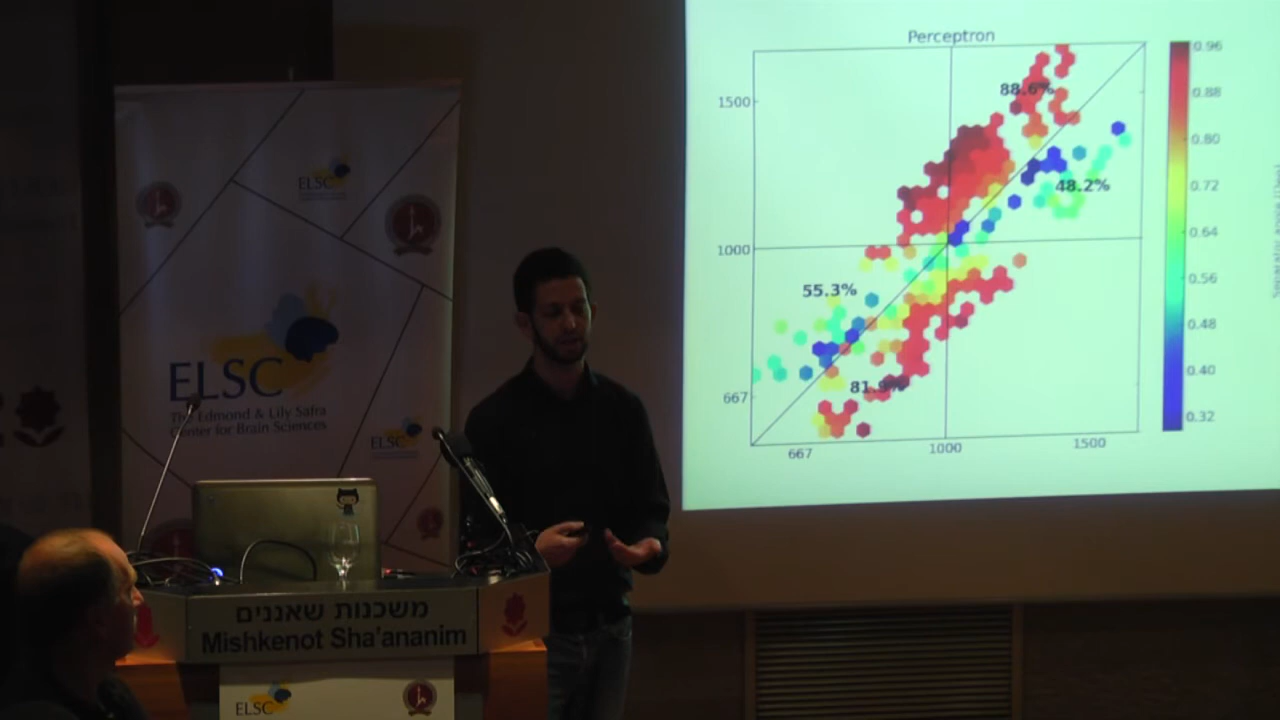 ELSC
ELSC
The Edmond & Lily Safra
Center for Brain Sciences
ELSC
משכנות שאננים
Mishkenot Sha'ananim
ELSC
Perceptron
1500
1000
667
667
1000
1500
88.6%
48.2%
55.3%
81.9%
0.96
0.88
0.80
0.72
0.64
0.56
0.48
0.40
0.32